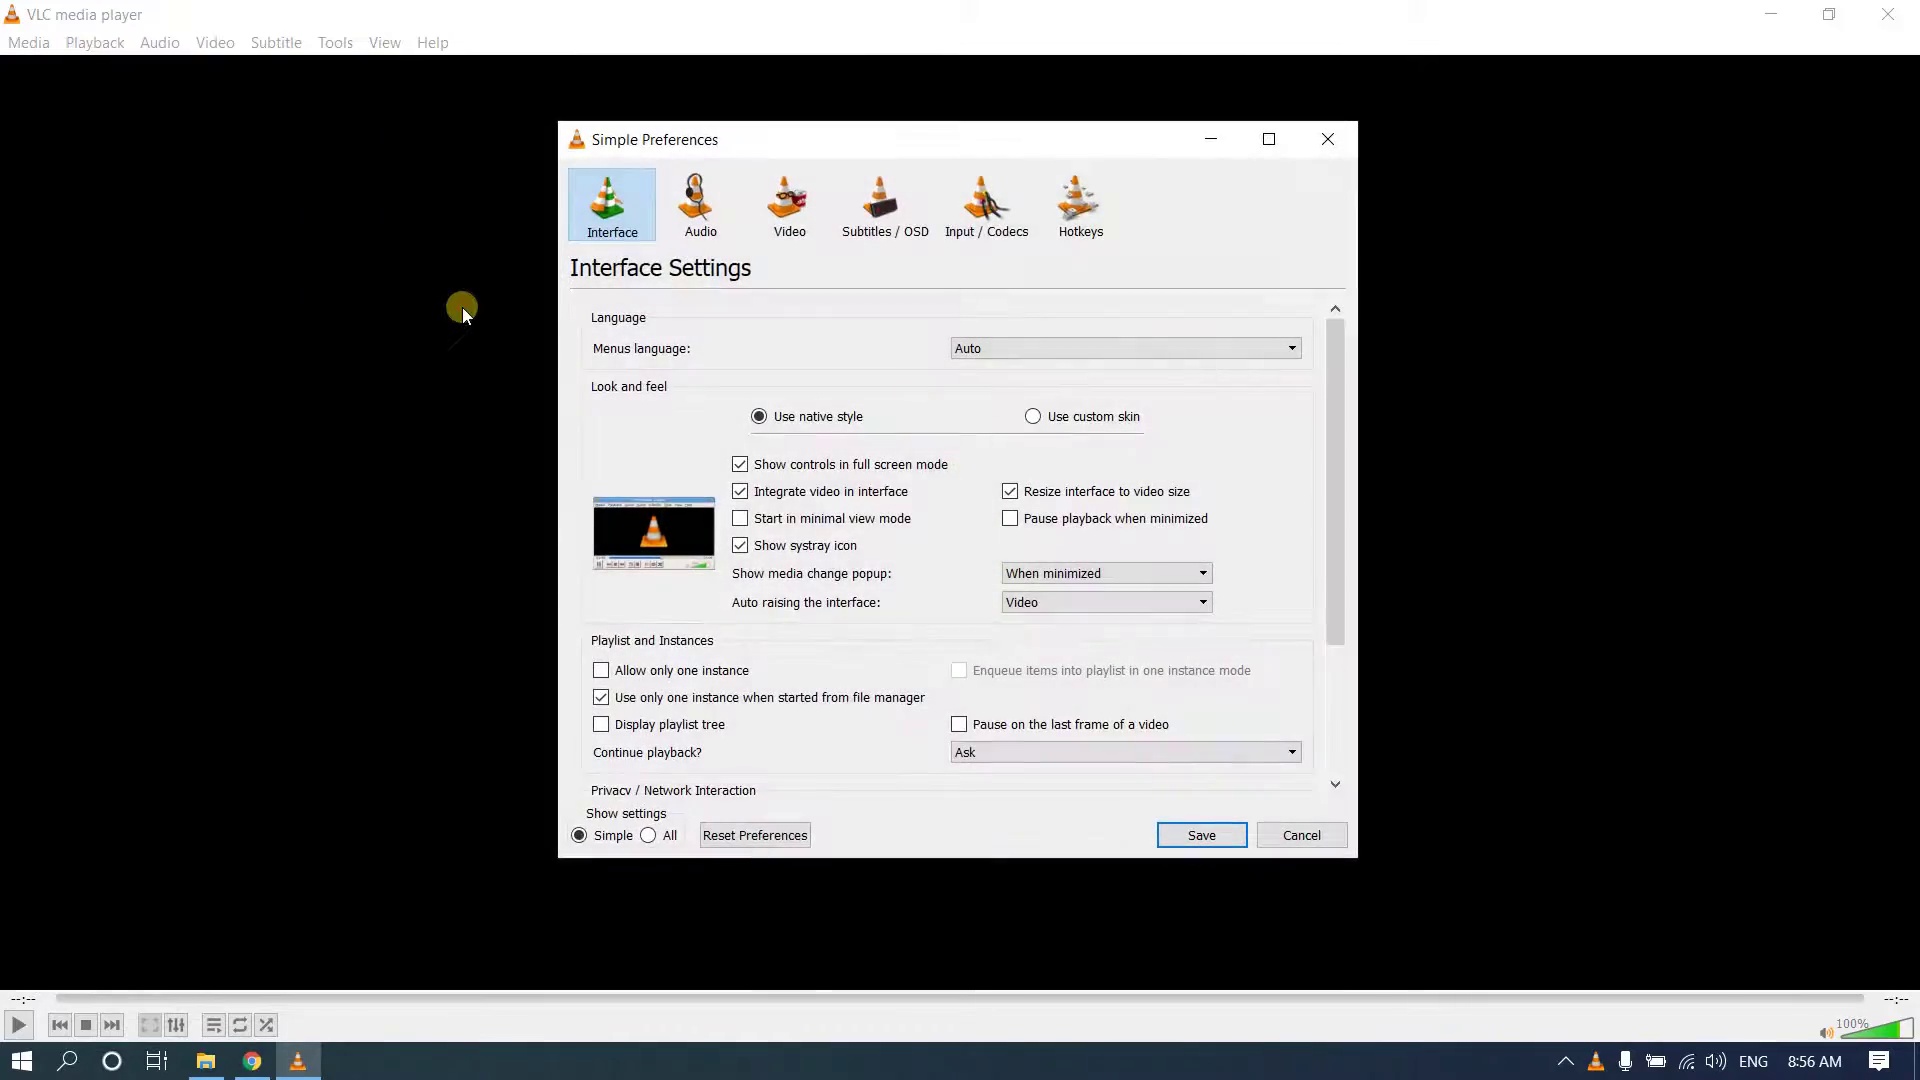 VLC media player
Media Playback Audio Video Subtitle Tools View Help
Simple Preferences
Interface Audio Video Subtitles / OSD Input / Codecs Hotkeys
Interface Settings
Language
Menus language: Auto
Look and feel
Use native style Use custom skin
Show controls in full screen mode
Integrate video in interface Resize interface to video size
Start in minimal view mode Pause playback when minimized
Show systray icon
Show media change popup: When minimized
Auto raising the interface: Video
Playlist and Instances
Allow only one instance Enqueue items into playlist in one instance mode
Use only one instance when started from file manager
Display playlist tree Pause on the last frame of a video
Continue playback? Ask
Privacy / Network Interaction
Show settings
Simple All Reset Preferences Save Cancel
--:-- --:--
100%
ENG 8:56 AM